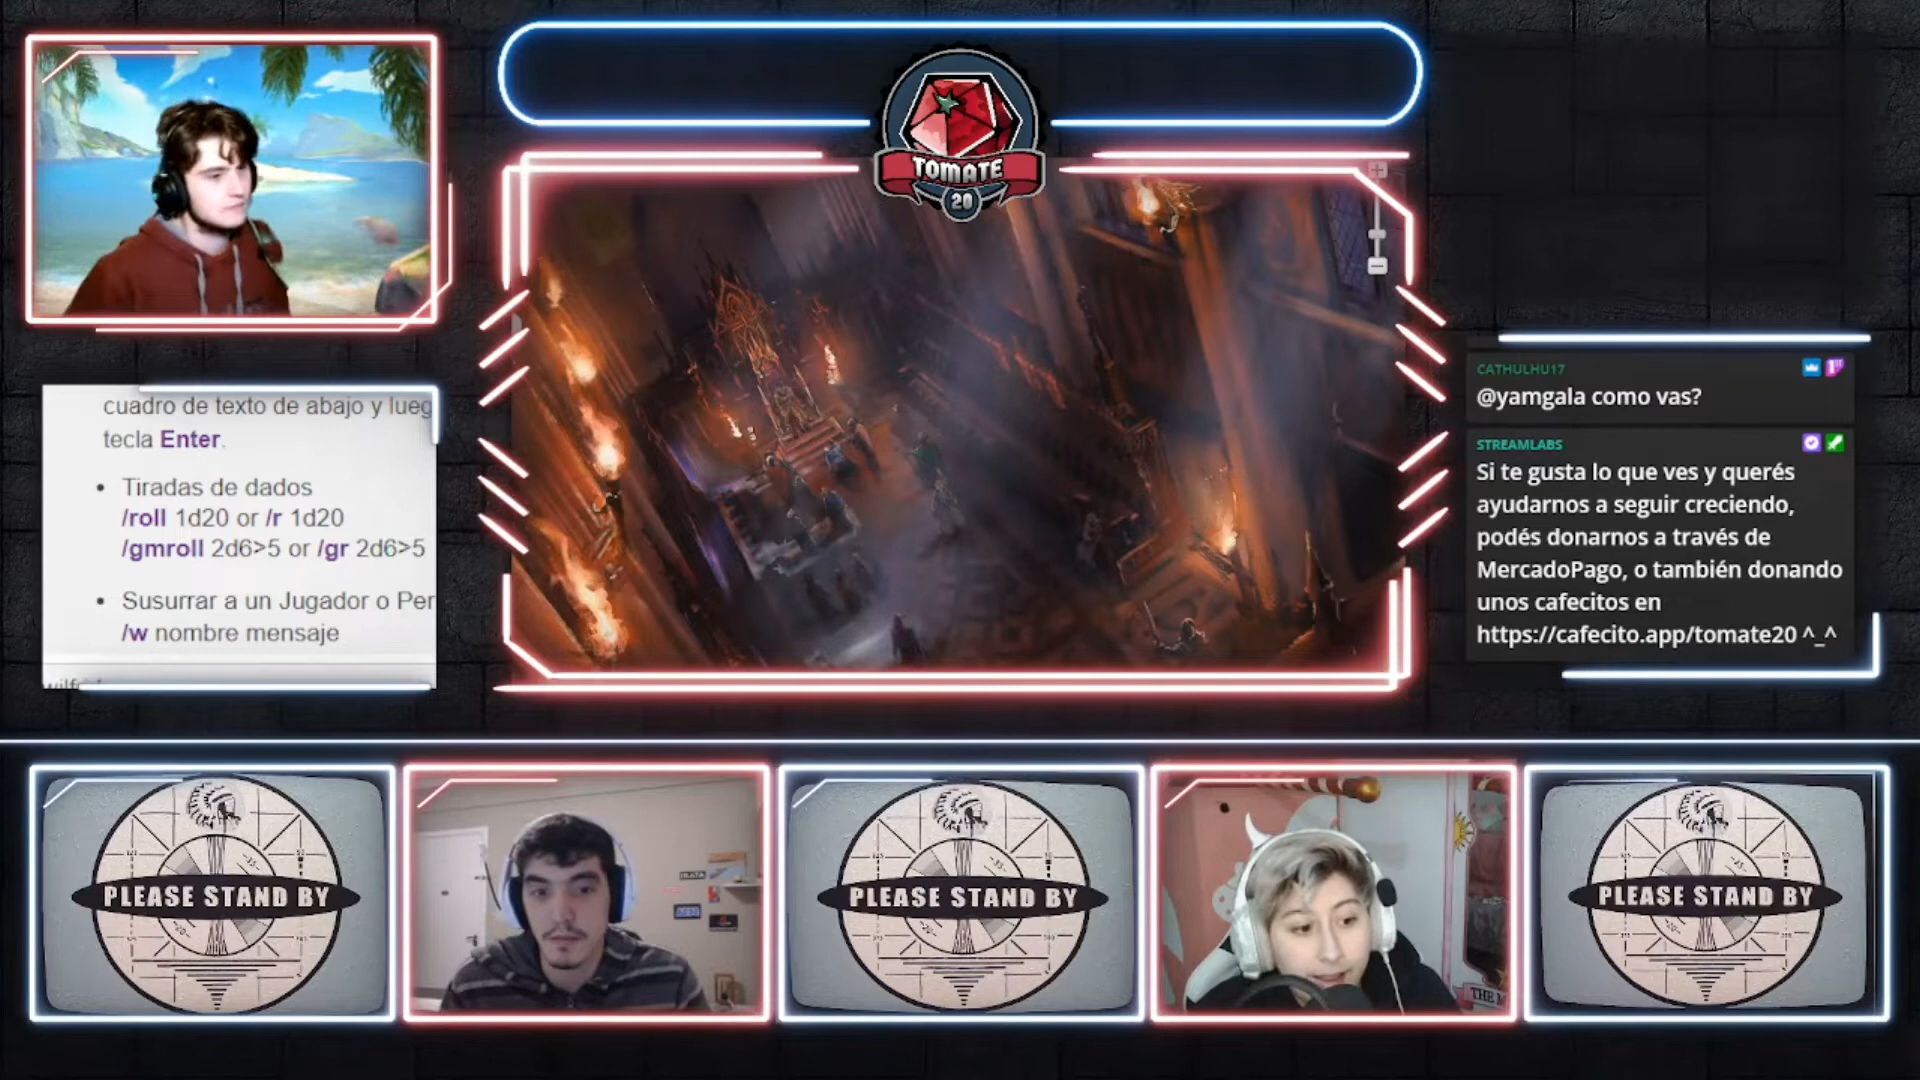 TOMATE
20
cuadro de texto de abajo y lueg
tecla Enter.
• Tiradas de dados
/roll 1d20 or /r 1d20
/gmroll 2d6>5 or /gr 2d6>5
• Susurrar a un Jugador o Per
/w nombre mensaje
CATHULHU17
@yamgala como vas?
STREAMLABS
Si te gusta lo que ves y querés
ayudarnos a seguir creciendo,
podés donarnos a través de
MercadoPago, o también donando
unos cafecitos en
https://cafecito.app/tomate20 ^_^
PLEASE STAND BY
PLEASE STAND BY
THE M
PLEASE STAND BY